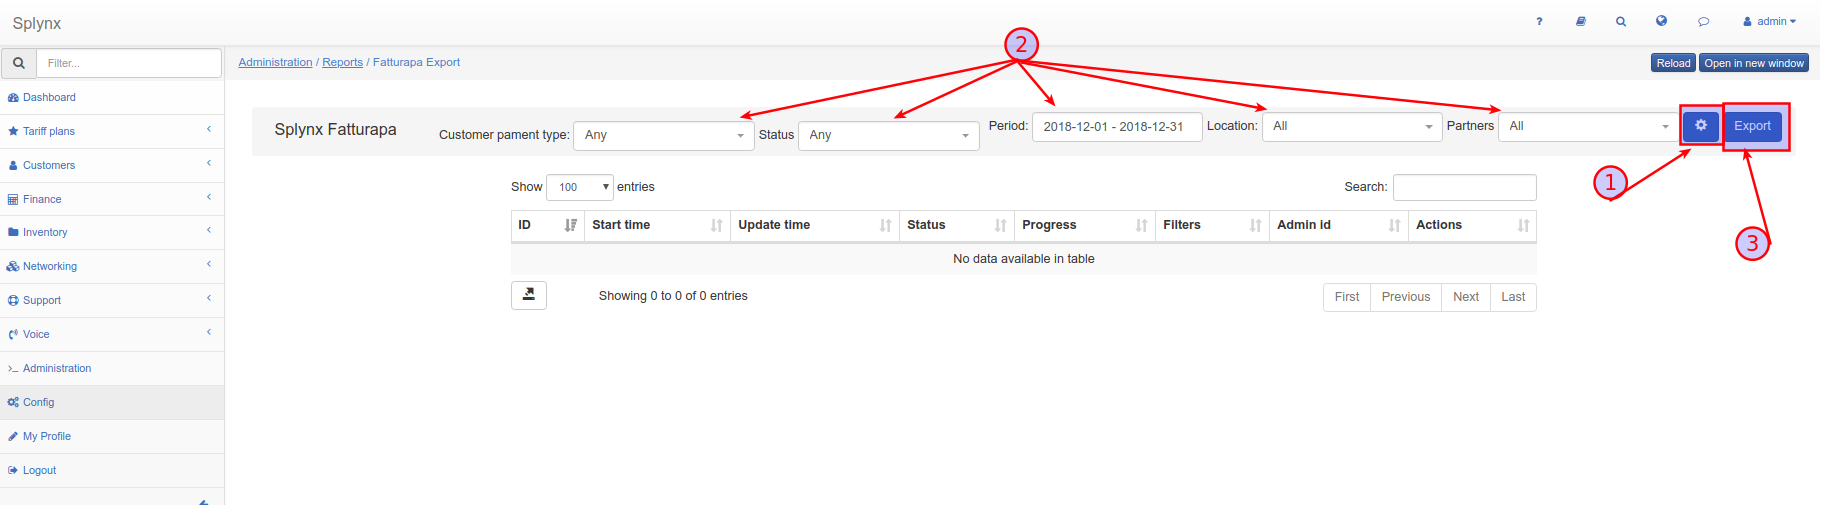 Splynx
?
admin
Filter...
Administration / Reports / Fatturapa Export
Reload
Open in new window
2
Dashboard
Tariff plans
Customers
Finance
Inventory
Networking
Support
Voice
Administration
Config
My Profile
Logout
Splynx Fatturapa
Customer pament type: Any
Status Any
Period: 2018-12-01 - 2018-12-31
Location: All
Partners All
Export
1
3
Show 100 entries
Search:
ID Start time Update time Status Progress Filters Admin id Actions
No data available in table
Showing 0 to 0 of 0 entries
First Previous Next Last